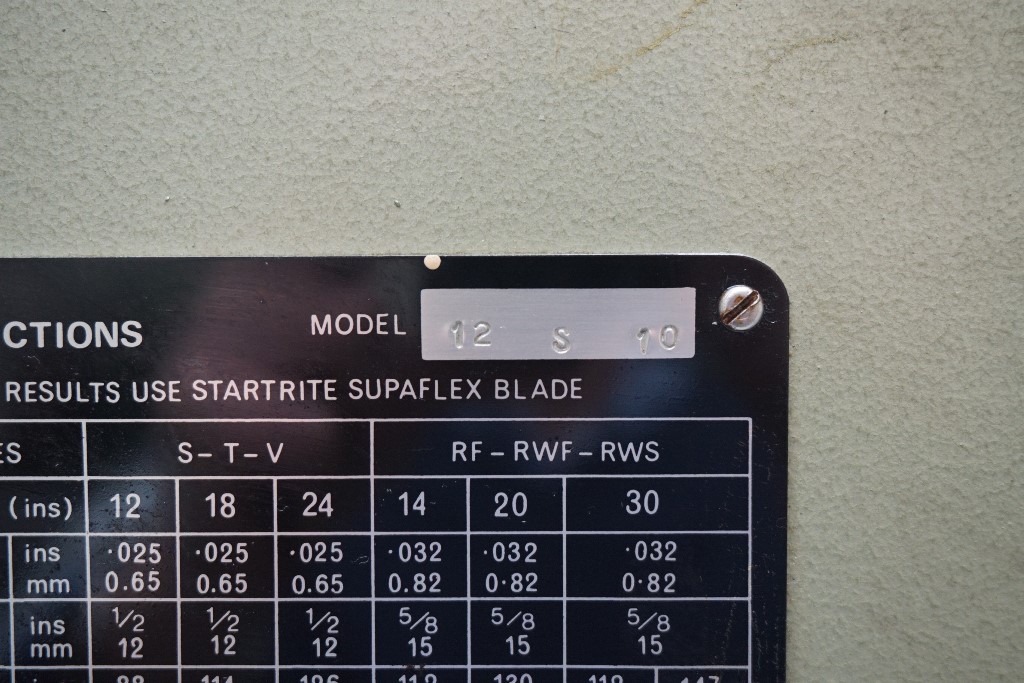 CTIONS MODEL 12 S 10
RESULTS USE STARTRITE SUPAFLEX BLADE
ES S-T-V RF-RWF-RWS
(ins) 12 18 24 14 20 30
ins ·025 ·025 ·025 ·032 ·032 ·032
mm 0.65 0.65 0.65 0.82 0·82 0·82
ins 1/2 1/2 1/2 5/8 5/8 5/8
mm 12 12 12 15 15 15